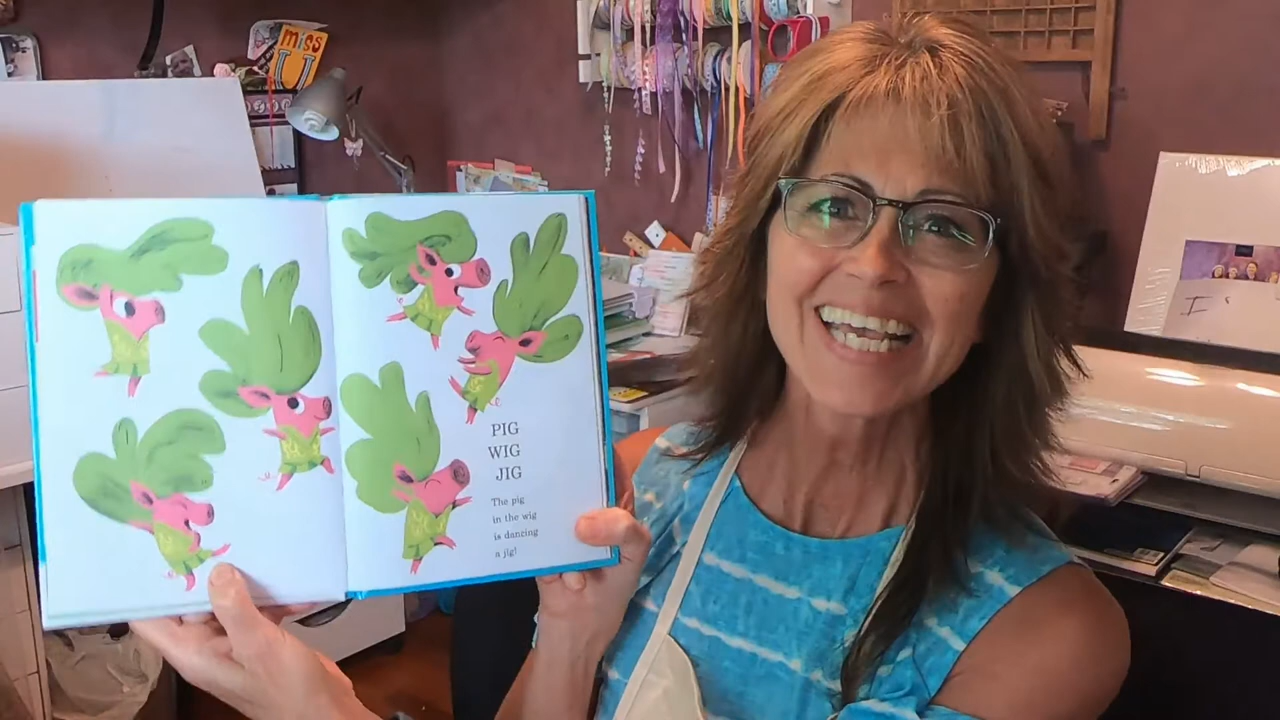 miss
U
PIG
WIG
JIG
The pig
in the wig
is dancing
a jig!